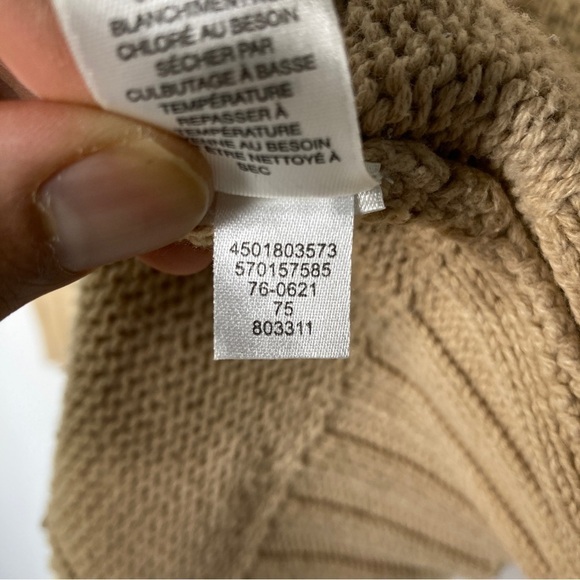 BLANCHIMENT
CHLORÉ AU BESOIN
SÉCHER PAR
CULBUTAGE À BASSE
TEMPÉRATURE
REPASSER À
TEMPÉRATURE
AU BESOIN
ÊTRE NETTOYÉ À
SEC
4501803573
570157585
76-0621
75
803311